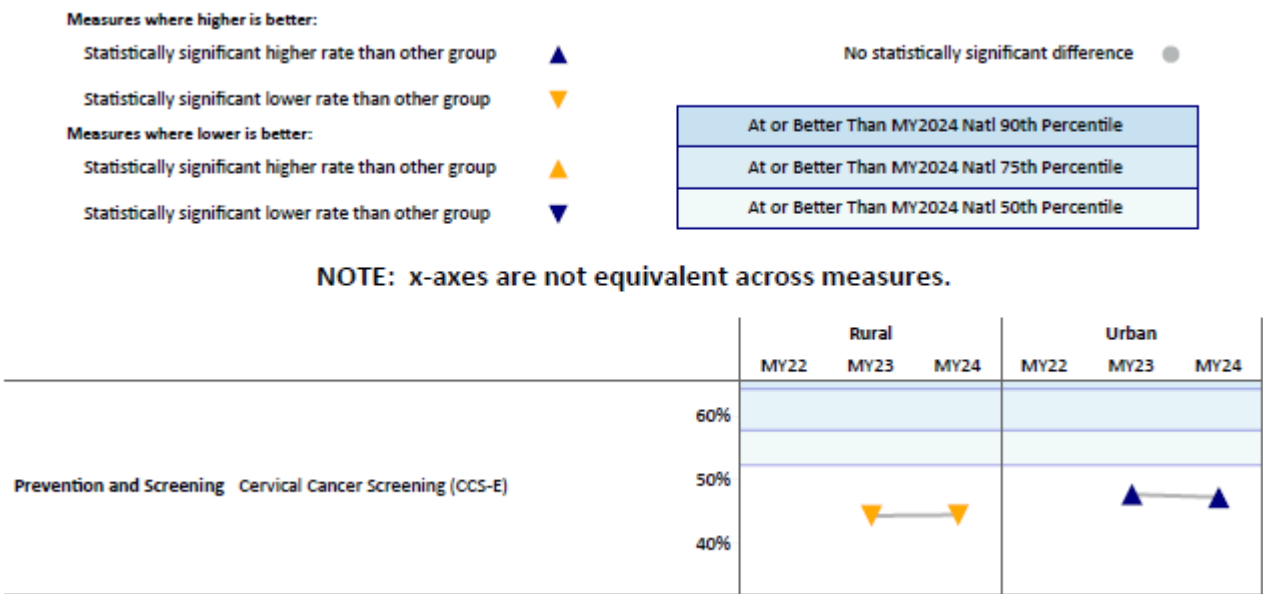 Measures where higher is better:
Statistically significant higher rate than other group
No statistically significant difference
Statistically significant lower rate than other group
Measures where lower is better:
Statistically significant higher rate than other group
Statistically significant lower rate than other group
At or Better Than MY2024 Natl 90th Percentile
At or Better Than MY2024 Natl 75th Percentile
At or Better Than MY2024 Natl 50th Percentile
NOTE: x-axes are not equivalent across measures.
Rural Urban
MY22 MY23 MY24 MY22 MY23 MY24
60%
Prevention and Screening Cervical Cancer Screening (CCS-E)
50%
40%